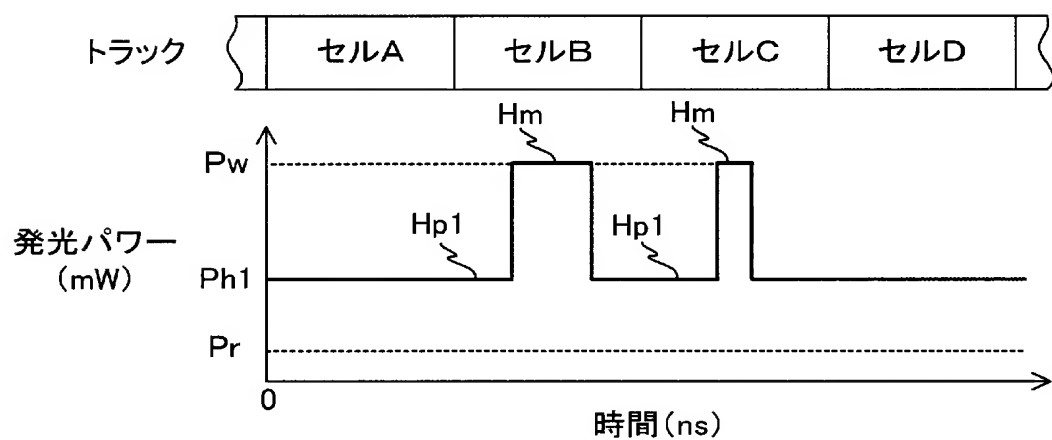 トラック セルA セルB セルC セルD
Hm Hm
Pw
Hp1 Hp1
発光パワー
(mW)
Ph1
Pr
0
時間(ns)